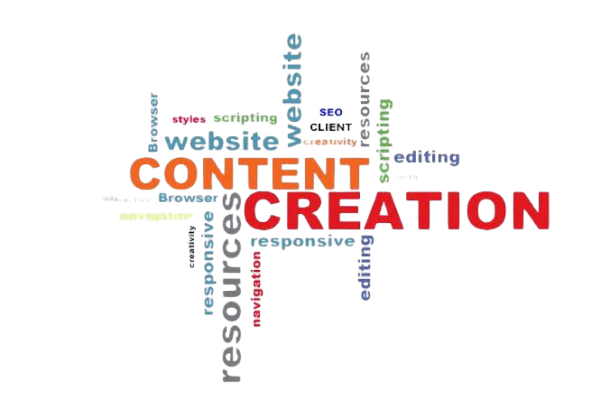 website
resources
Browser
styles
scripting
SEO
CLIENT
website
creativity
scripting
editing
CONTENT
Browser
CREATION
navigation
resources
responsive
creativity
responsive
editing
navigation